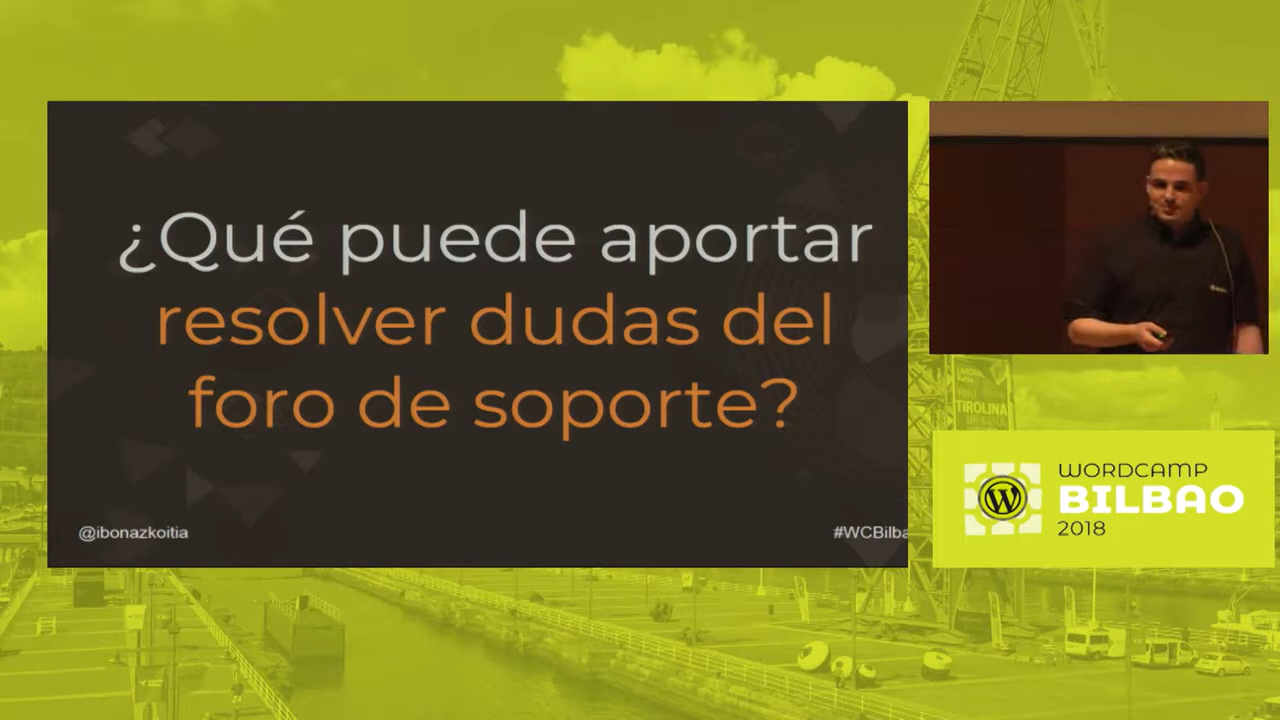 ¿Qué puede aportar
resolver dudas del
foro de soporte?
@ibonazkoitia
#WCBilba
TIROLINA
WORDCAMP
BILBAO
2018